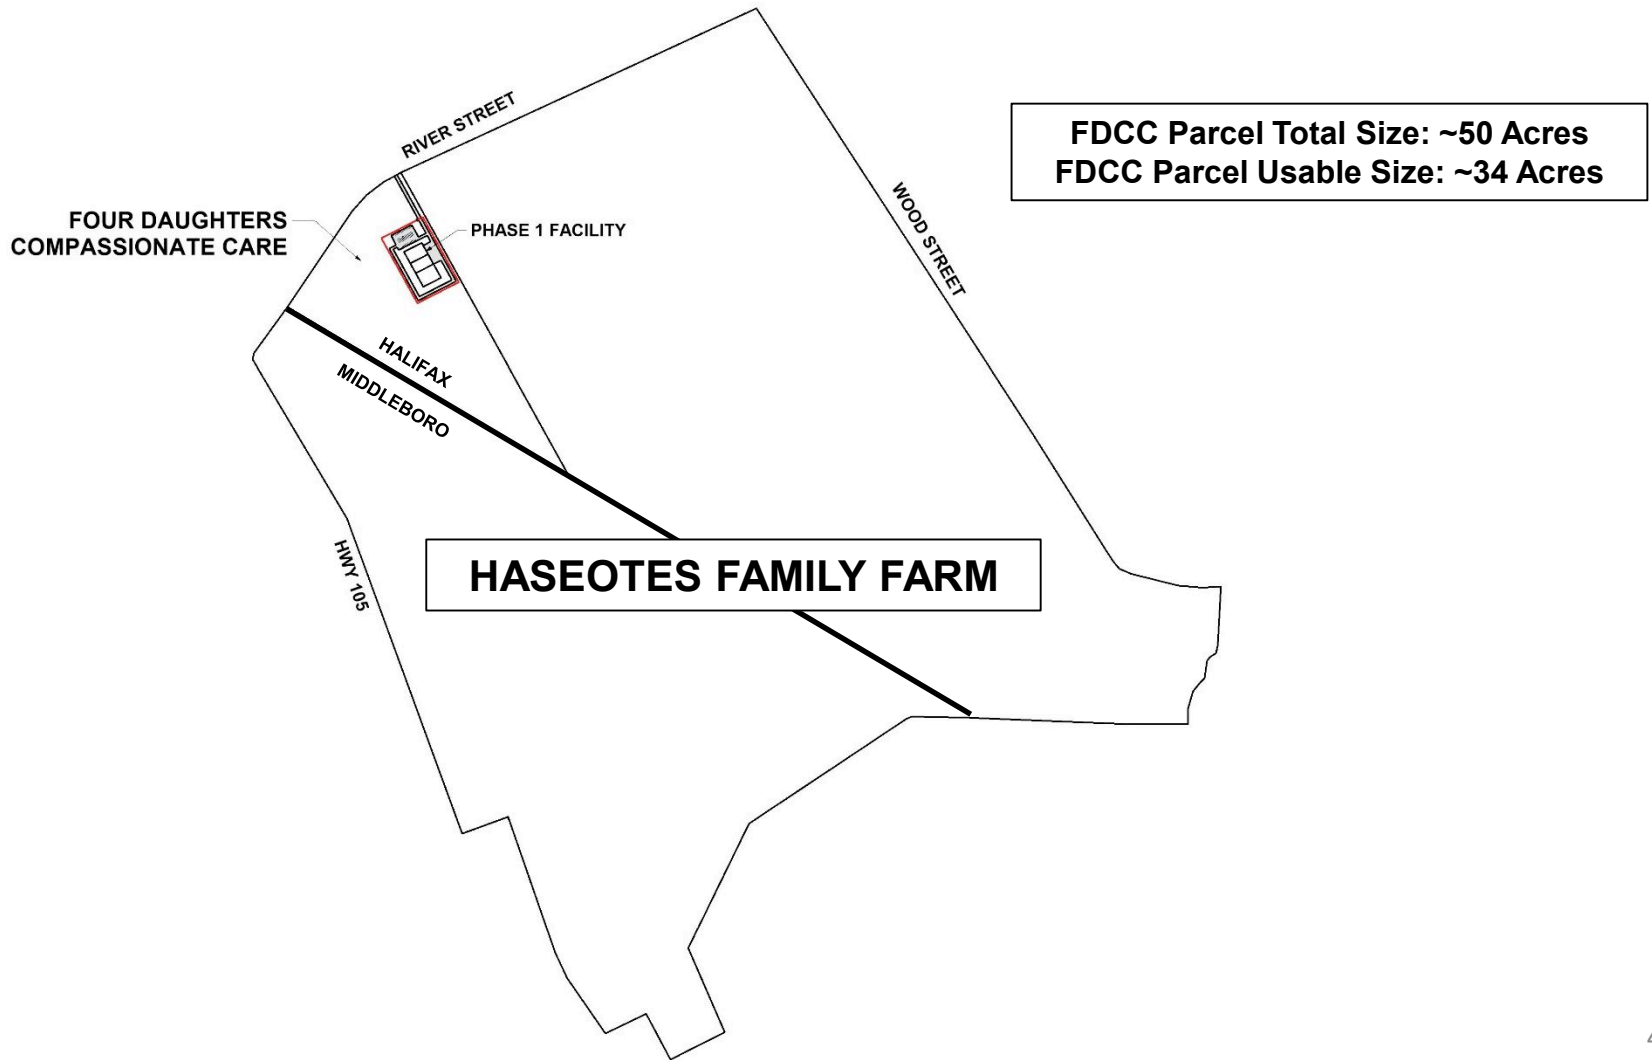 RIVER STREET
FDCC Parcel Total Size: ~50 Acres
FDCC Parcel Usable Size: ~34 Acres
FOUR DAUGHTERS
COMPASSIONATE CARE
PHASE 1 FACILITY
WOOD STREET
HALIFAX
MIDDLEBORO
HWY 105
HASEOTES FAMILY FARM